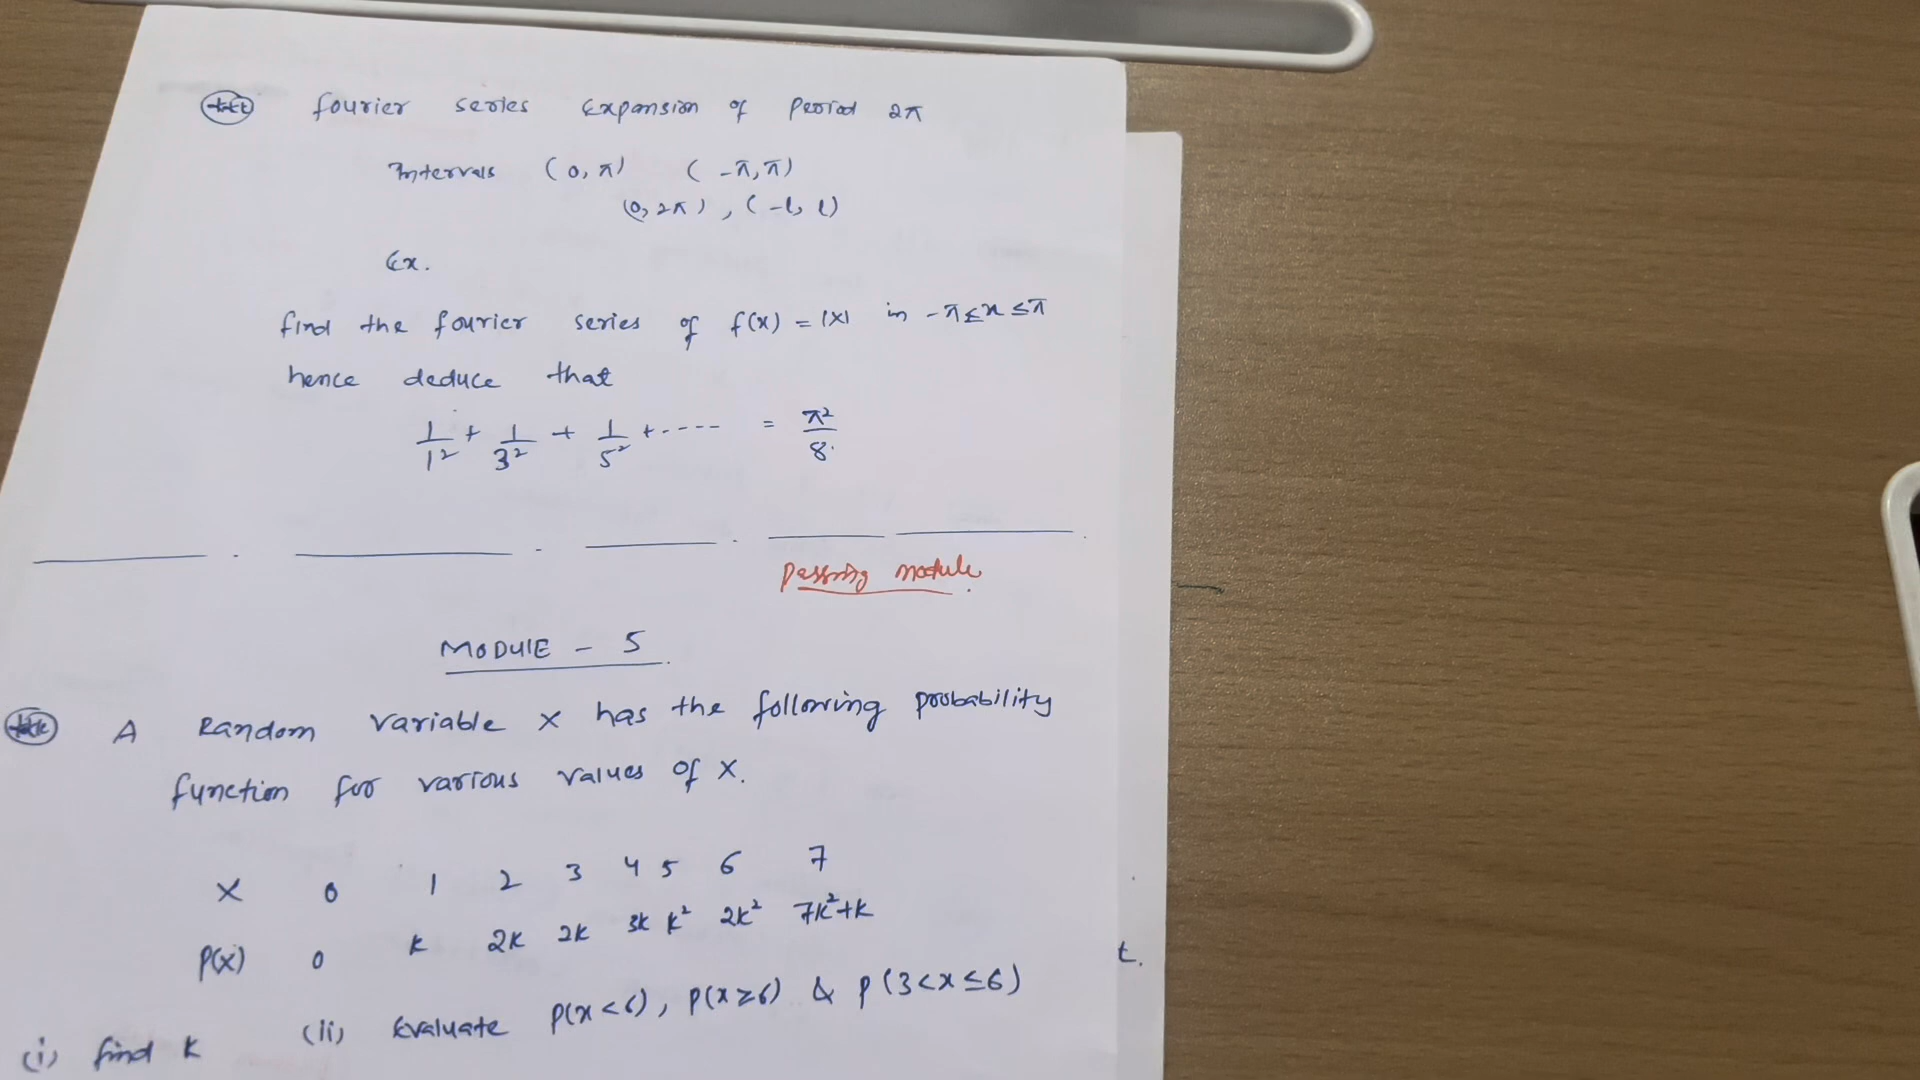 fourier series Expansion of Period 2π
Intervals (0, π) (-π, π)
(0, 2π), (-l, l)
Ex.
find the fourier series of f(x) = |x| in -π ≤ x ≤ π
hence deduce that
1/1² + 1/3² + 1/5² + ---- = π²/8.
Passing module.
MODULE - 5
A Random variable X has the following probability
function for various values of X.
X 0 1 2 3 4 5 6 7
P(X) 0 K 2K 2K 3K K² 2K² 7K²+K
t.
(i) find K (ii) Evaluate P(x<6), P(x≥6) & P(3<x≤6)